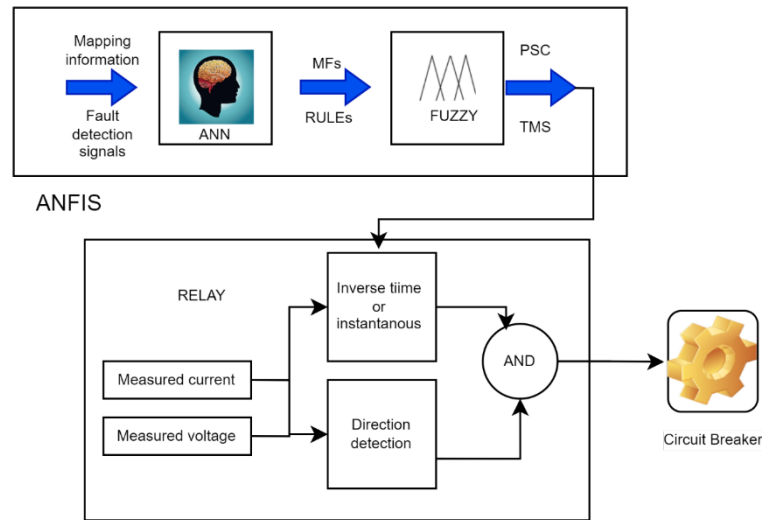 Mapping
information
Fault
detection
signals
ANN
MFs
RULEs
FUZZY
PSC
TMS
ANFIS
RELAY
Inverse tiime
or
instantanous
Measured current
Measured voltage
Direction
detection
AND
Circuit Breaker